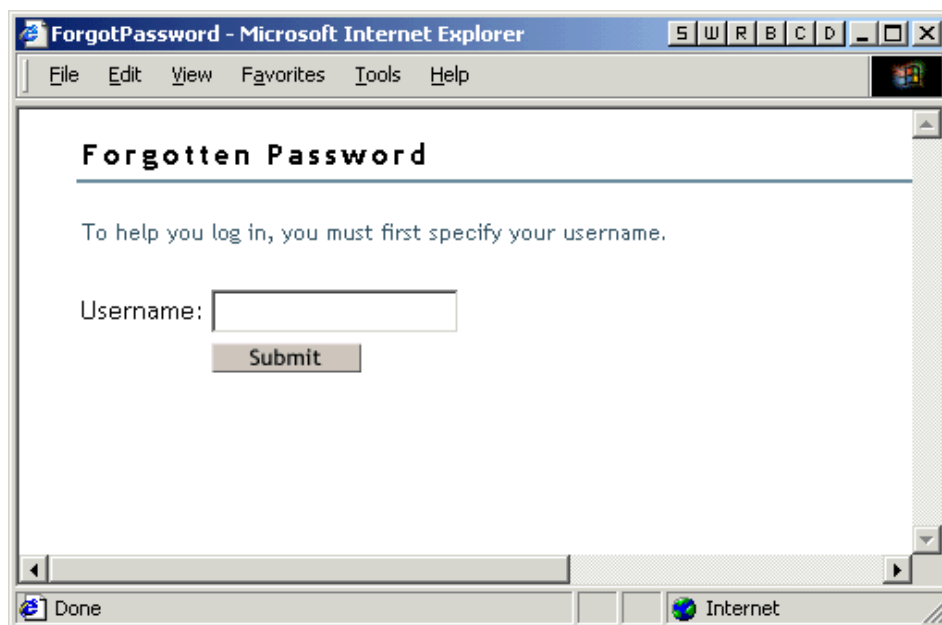 ForgotPassword - Microsoft Internet Explorer S W R B C D
File Edit View Favorites Tools Help
Forgotten Password
To help you log in, you must first specify your username.
Username:
Submit
Done Internet